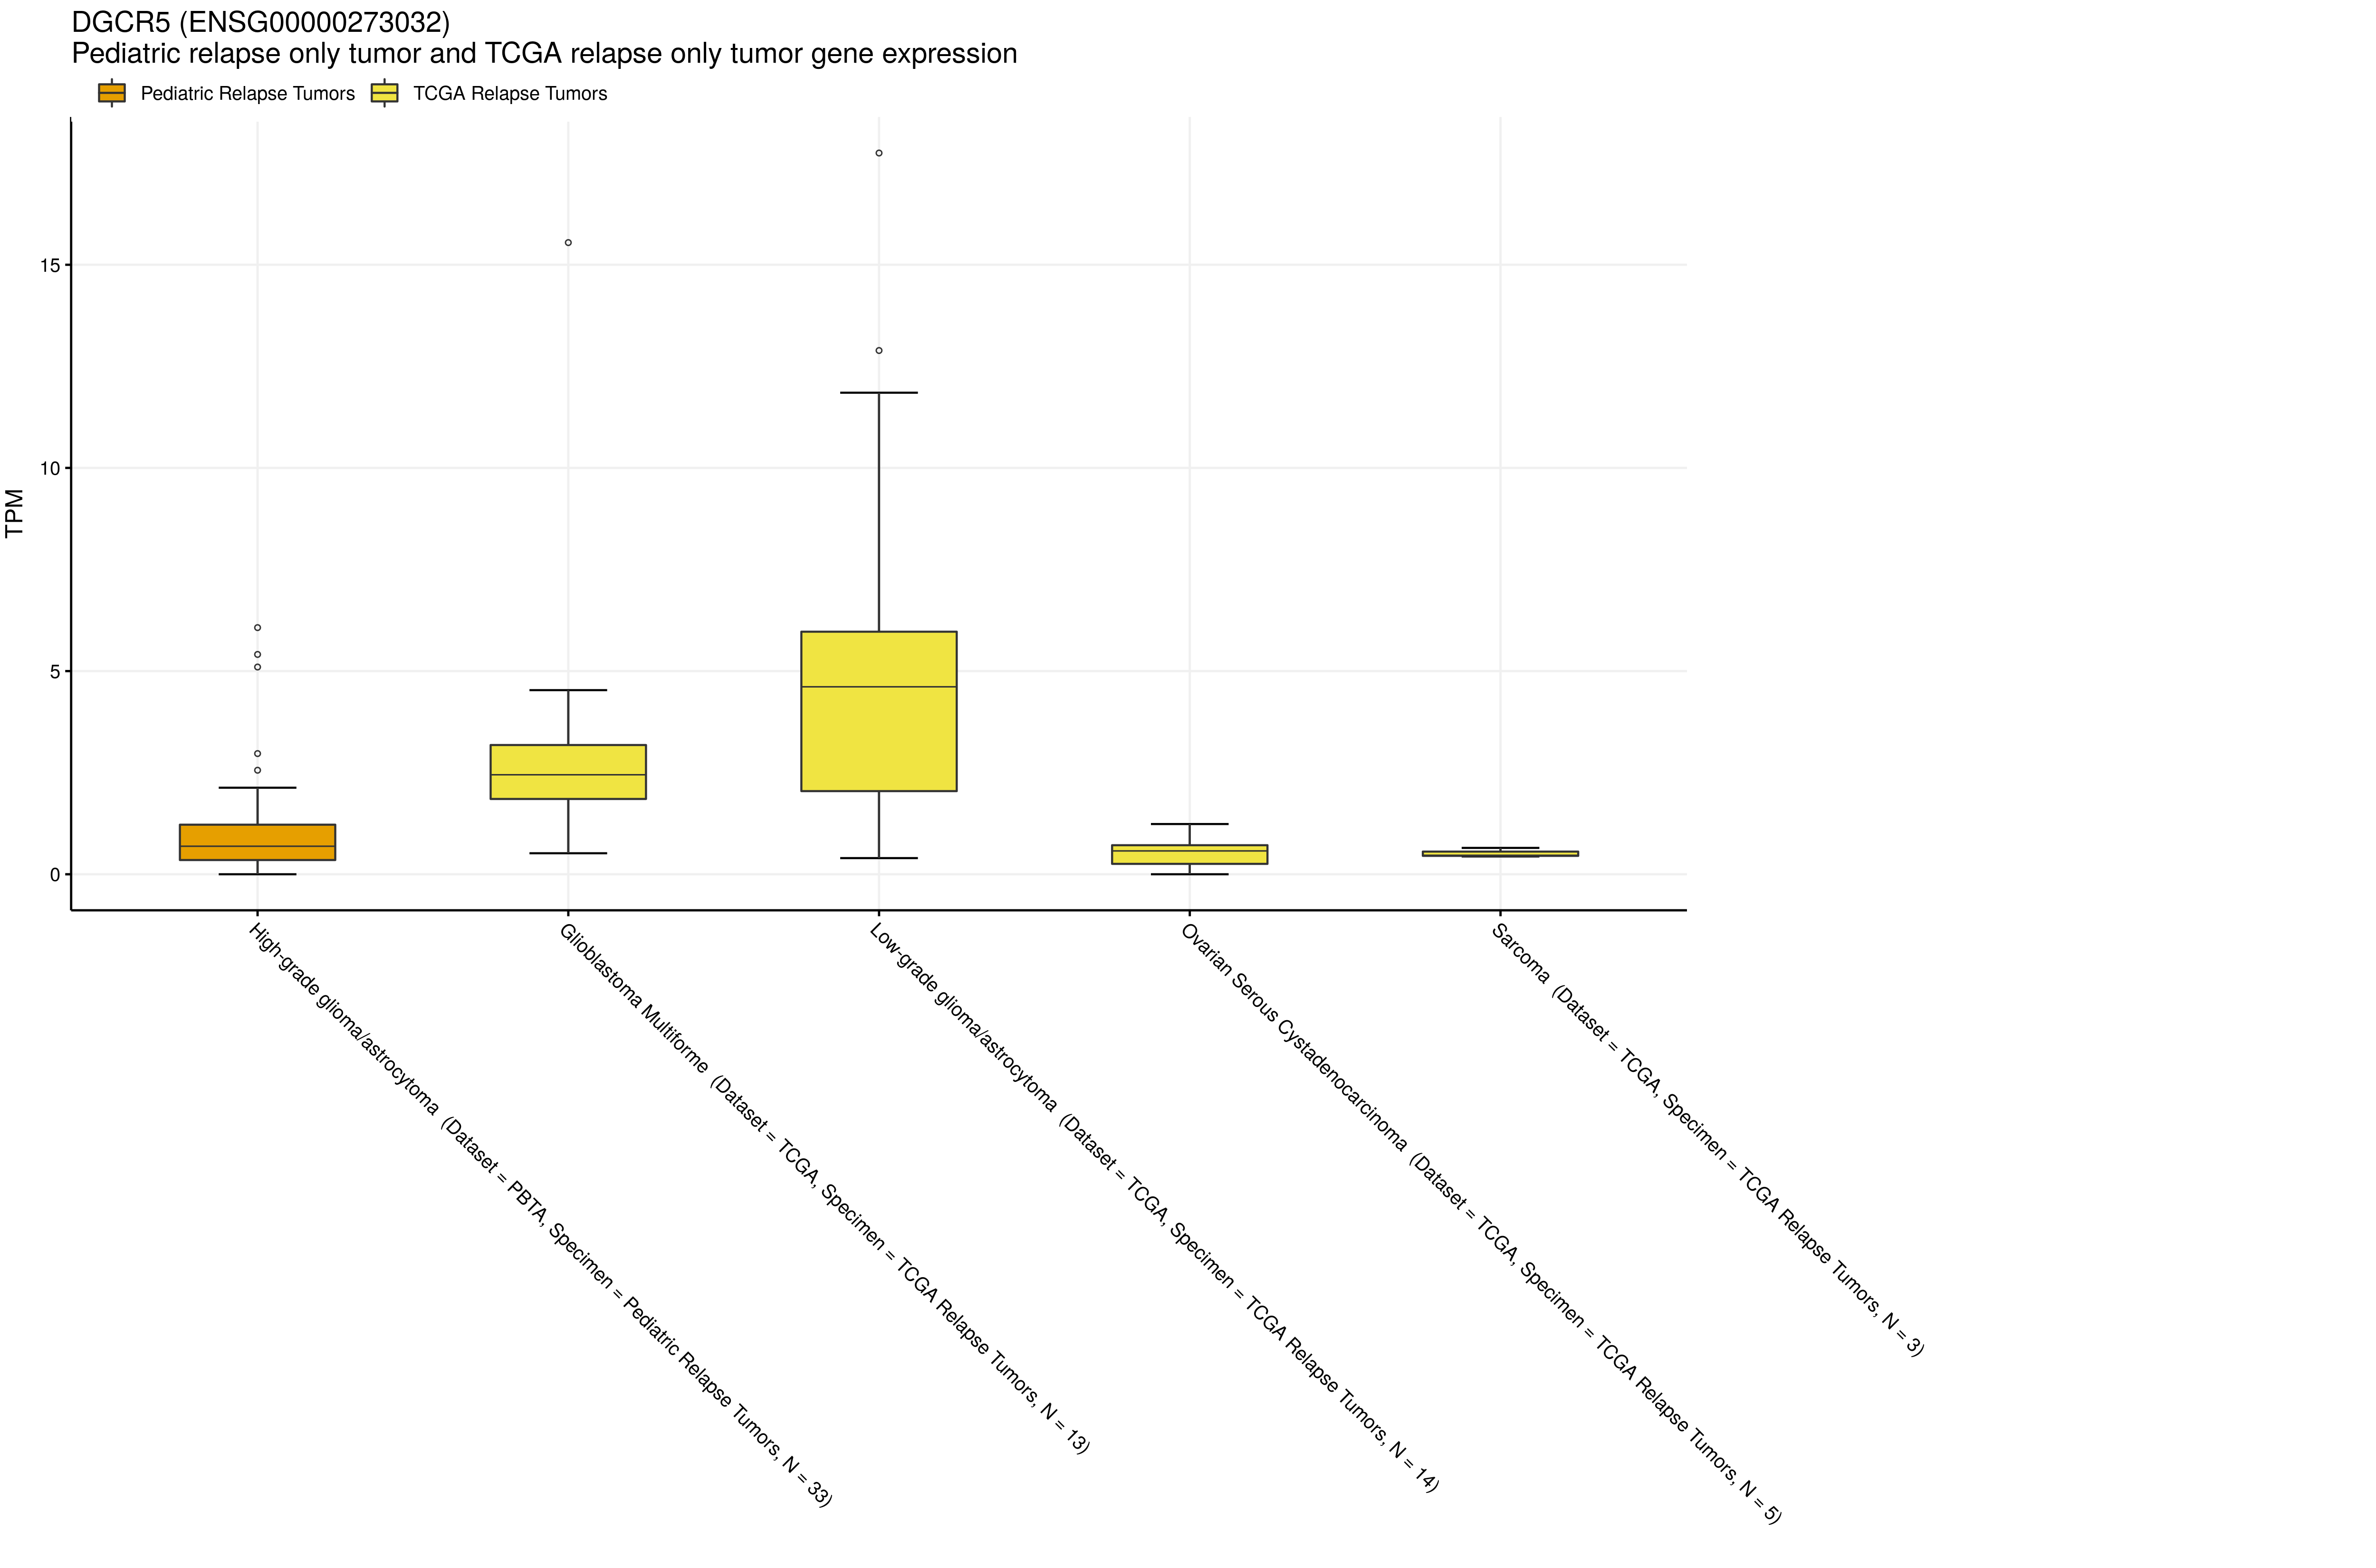 DGCR5 (ENSG00000273032)
Pediatric relapse only tumor and TCGA relapse only tumor gene expression
Pediatric Relapse Tumors
TCGA Relapse Tumors
15
10
5
0
TPM
High-grade glioma/astrocytoma (Dataset = PBTA, Specimen = Pediatric Relapse Tumors, N = 33)
Glioblastoma Multiforme (Dataset = TCGA, Specimen = TCGA Relapse Tumors, N = 13)
Low-grade glioma/astrocytoma (Dataset = TCGA, Specimen = TCGA Relapse Tumors, N = 14)
Ovarian Serous Cystadenocarcinoma (Dataset = TCGA, Specimen = TCGA Relapse Tumors, N = 5)
Sarcoma (Dataset = TCGA, Specimen = TCGA Relapse Tumors, N = 3)